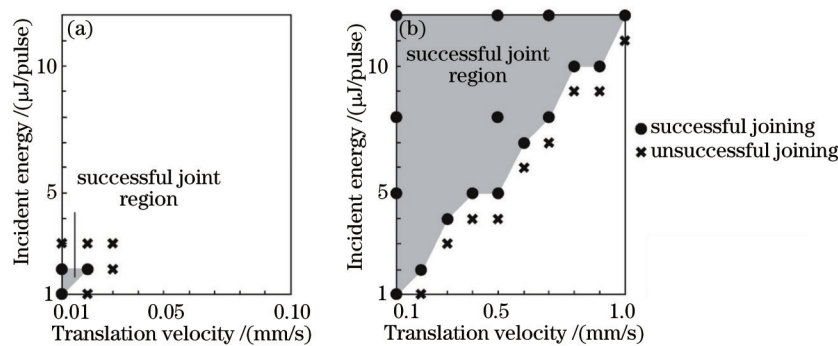 (a)
successful joint
region
Incident energy /(μJ/pulse)
10
5
1
0.01
0.05
0.10
Translation velocity /(mm/s)
(b)
successful joint
region
Incident energy /(μJ/pulse)
10
5
1
0.1
0.5
1.0
Translation velocity /(mm/s)
successful joining
unsuccessful joining